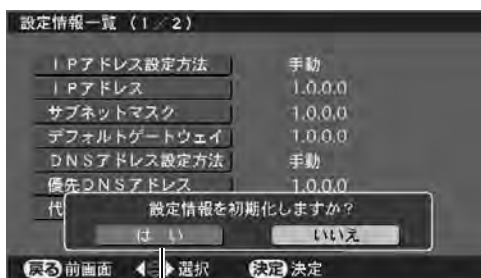 設定情報一覧（1／2）
IPアドレス設定方法 手動
IPアドレス 1.0.0.0
サブネットマスク 1.0.0.0
デフォルトゲートウェイ 1.0.0.0
DNSアドレス設定方法 手動
優先DNSアドレス 1.0.0.0
代
設定情報を初期化しますか？
はい いいえ
戻る 前画面 選択 決定 決定